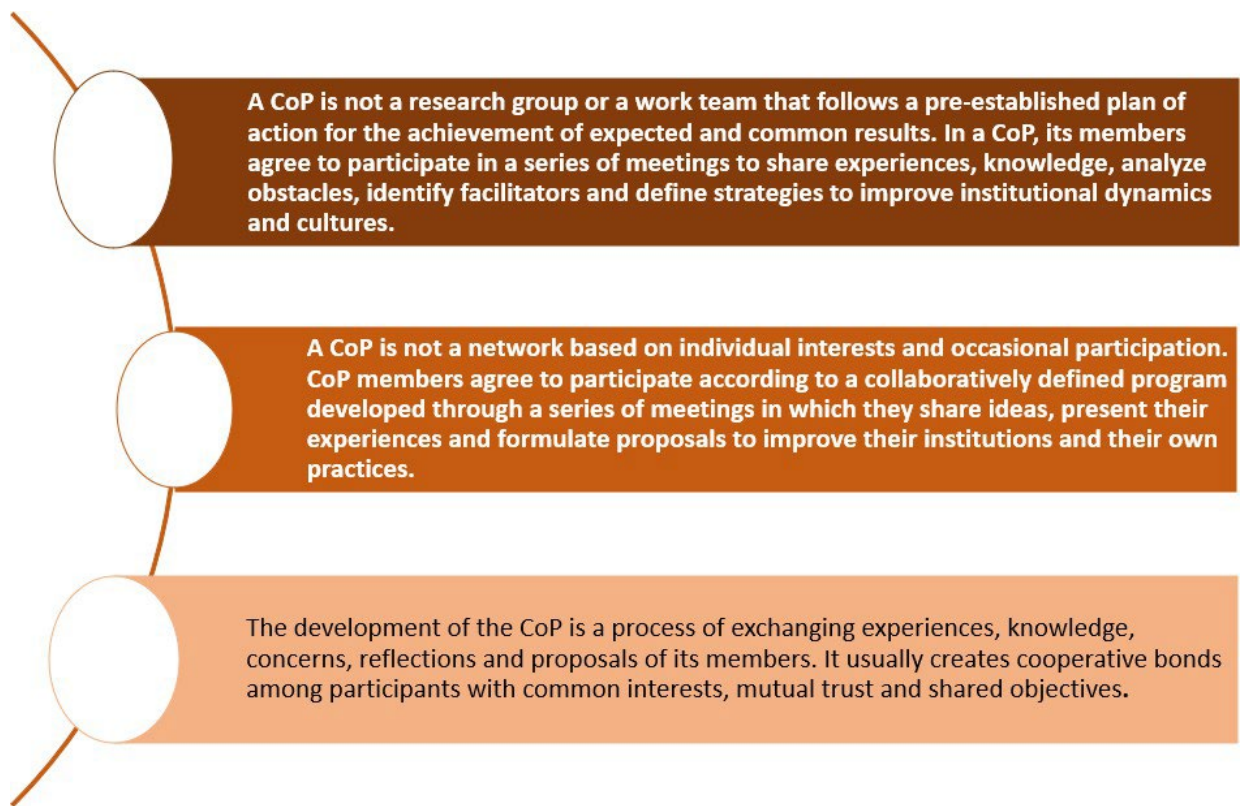 A CoP is not a research group or a work team that follows a pre-established plan of
action for the achievement of expected and common results. In a CoP, its members
agree to participate in a series of meetings to share experiences, knowledge, analyze
obstacles, identify facilitators and define strategies to improve institutional dynamics
and cultures.
A CoP is not a network based on individual interests and occasional participation.
CoP members agree to participate according to a collaboratively defined program
developed through a series of meetings in which they share ideas, present their
experiences and formulate proposals to improve their institutions and their own
practices.
The development of the CoP is a process of exchanging experiences, knowledge,
concerns, reflections and proposals of its members. It usually creates cooperative bonds
among participants with common interests, mutual trust and shared objectives.